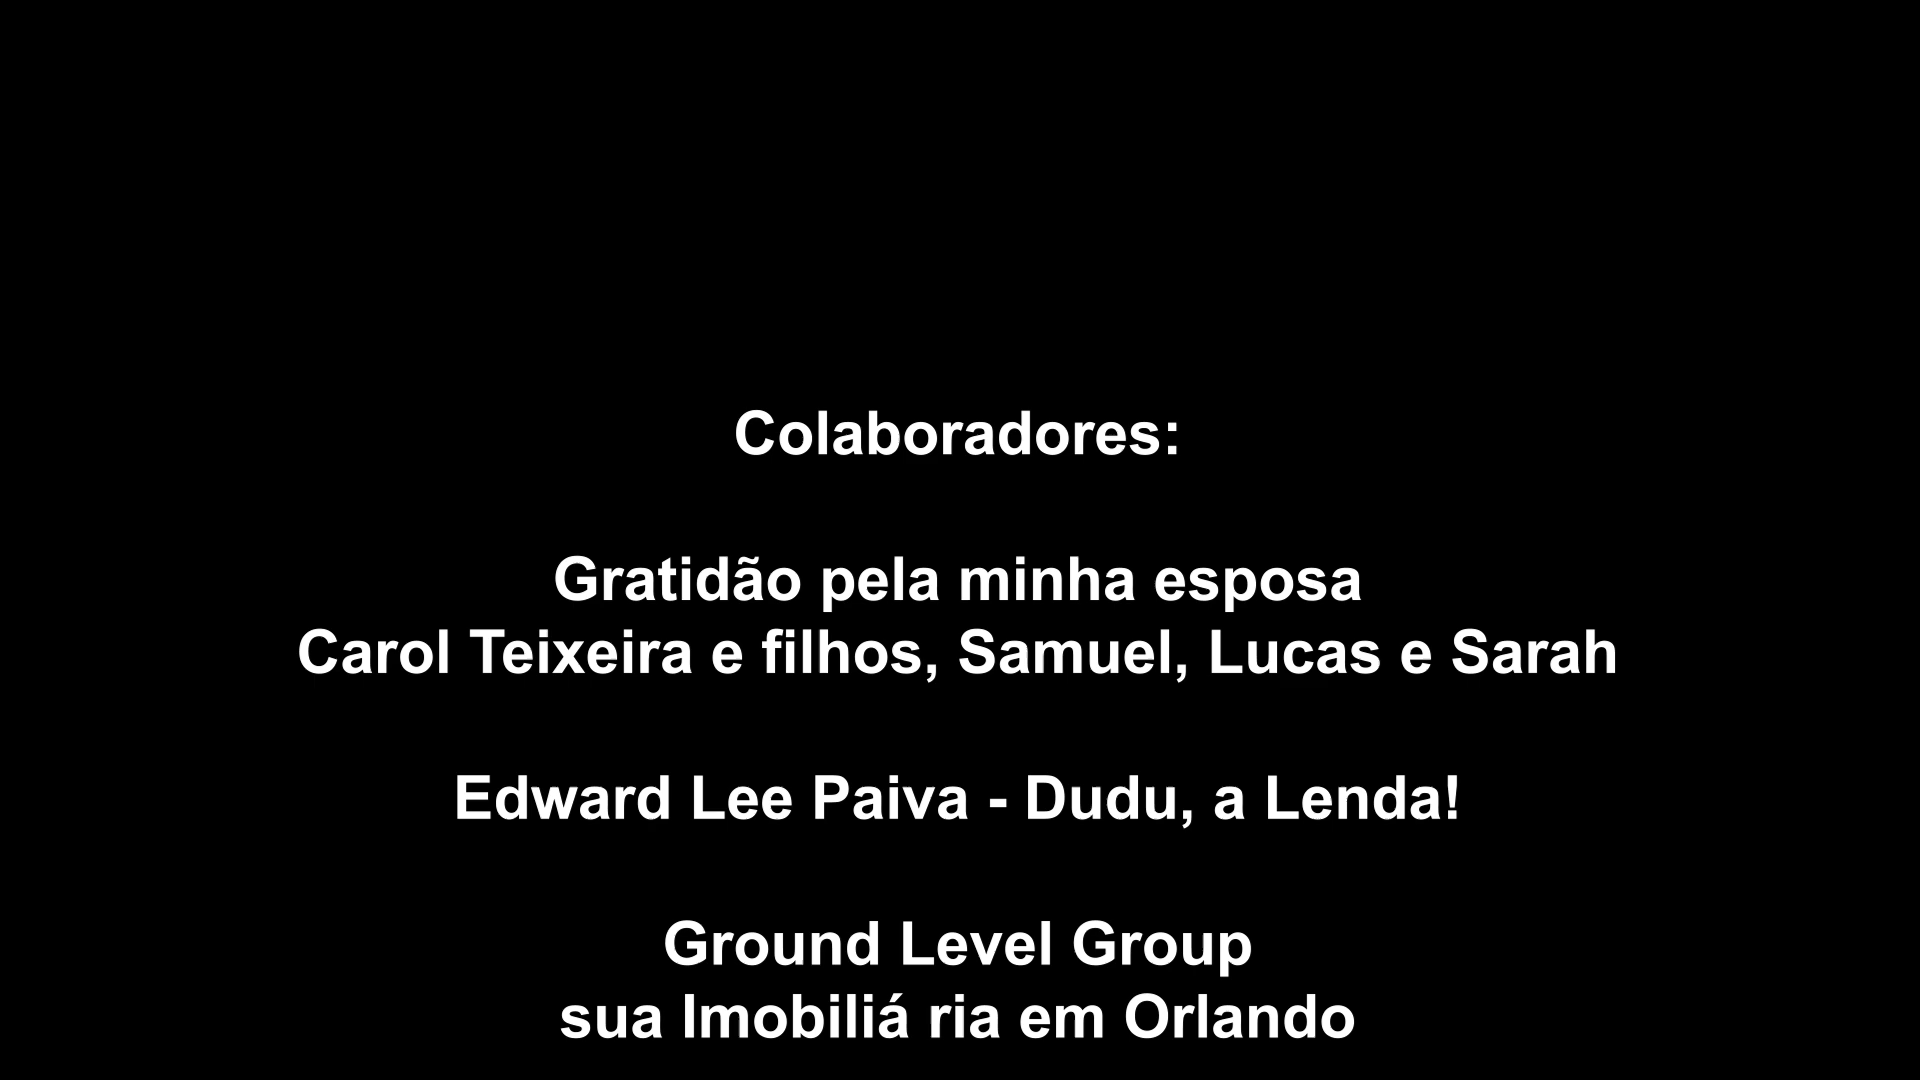 Colaboradores:
Gratidão pela minha esposa
Carol Teixeira e filhos, Samuel, Lucas e Sarah
Edward Lee Paiva - Dudu, a Lenda!
Ground Level Group
sua Imobiliá ria em Orlando